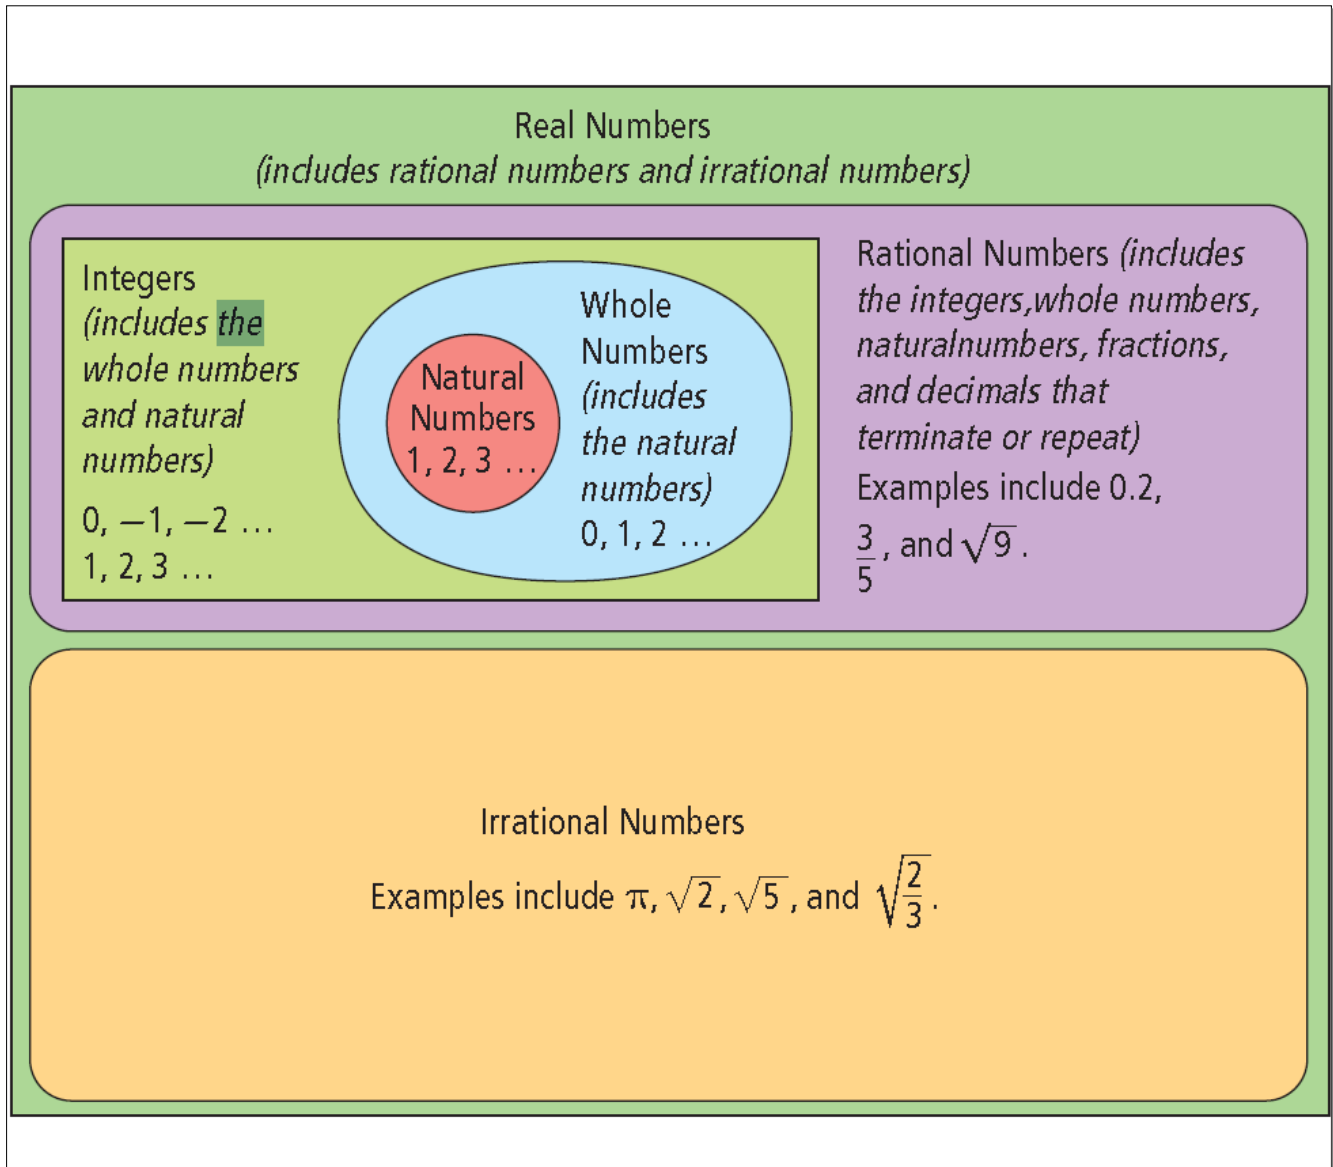 Real Numbers
(includes rational numbers and irrational numbers)
Integers
(includes the
whole numbers
and natural
numbers)
0, −1, −2 …
1, 2, 3 …
Natural
Numbers
1, 2, 3 …
Whole
Numbers
(includes
the natural
numbers)
0, 1, 2 …
Rational Numbers (includes
the integers,whole numbers,
naturalnumbers, fractions,
and decimals that
terminate or repeat)
Examples include 0.2,
3/5, and √9.
Irrational Numbers
Examples include π, √2, √5, and √(2/3).